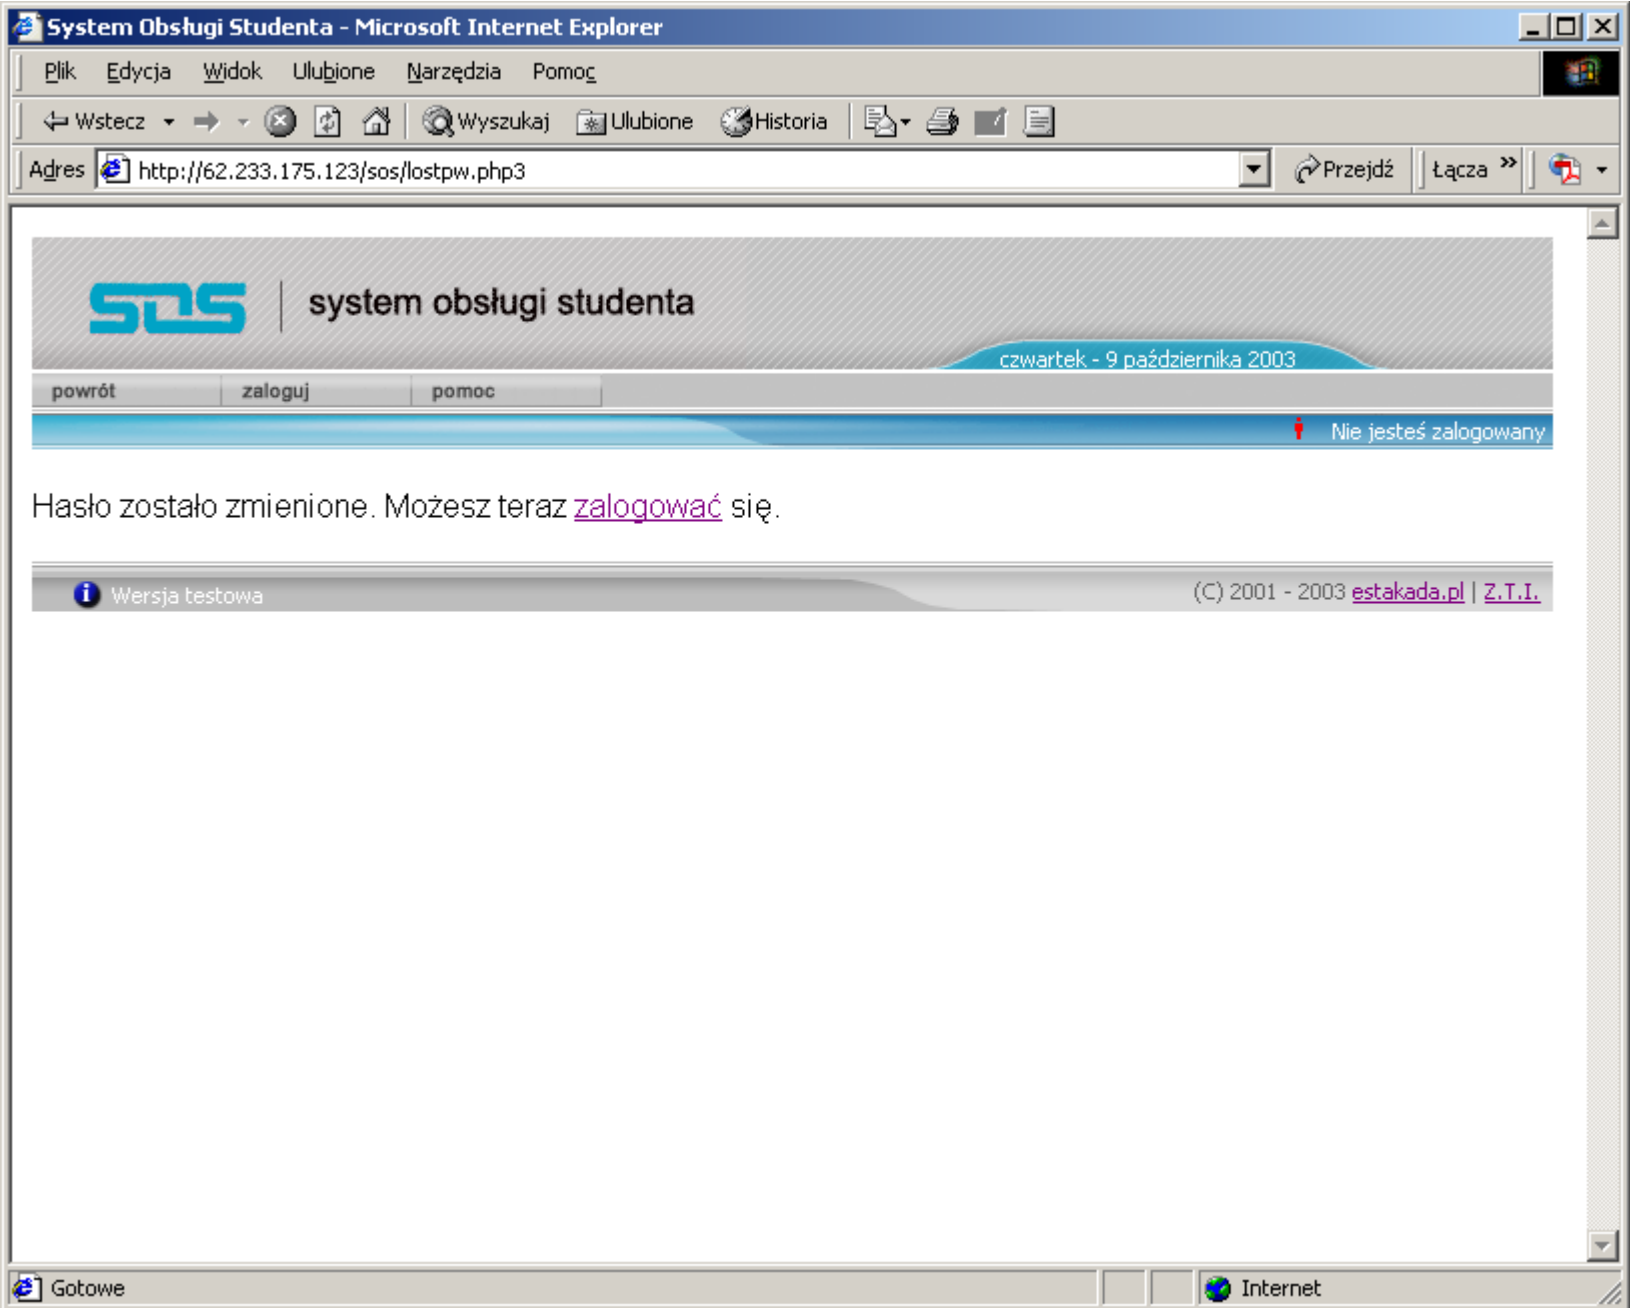 System Obsługi Studenta - Microsoft Internet Explorer
Plik Edycja Widok Ulubione Narzędzia Pomoc
Wstecz Wyszukaj Ulubione Historia
Adres http://62.233.175.123/sos/lostpw.php3 Przejdź Łącza »
SOS | system obsługi studenta
czwartek - 9 października 2003
powrót zaloguj pomoc
Nie jesteś zalogowany
Hasło zostało zmienione. Możesz teraz zalogować się.
Wersja testowa (C) 2001 - 2003 estakada.pl | Z.T.I.
Gotowe Internet